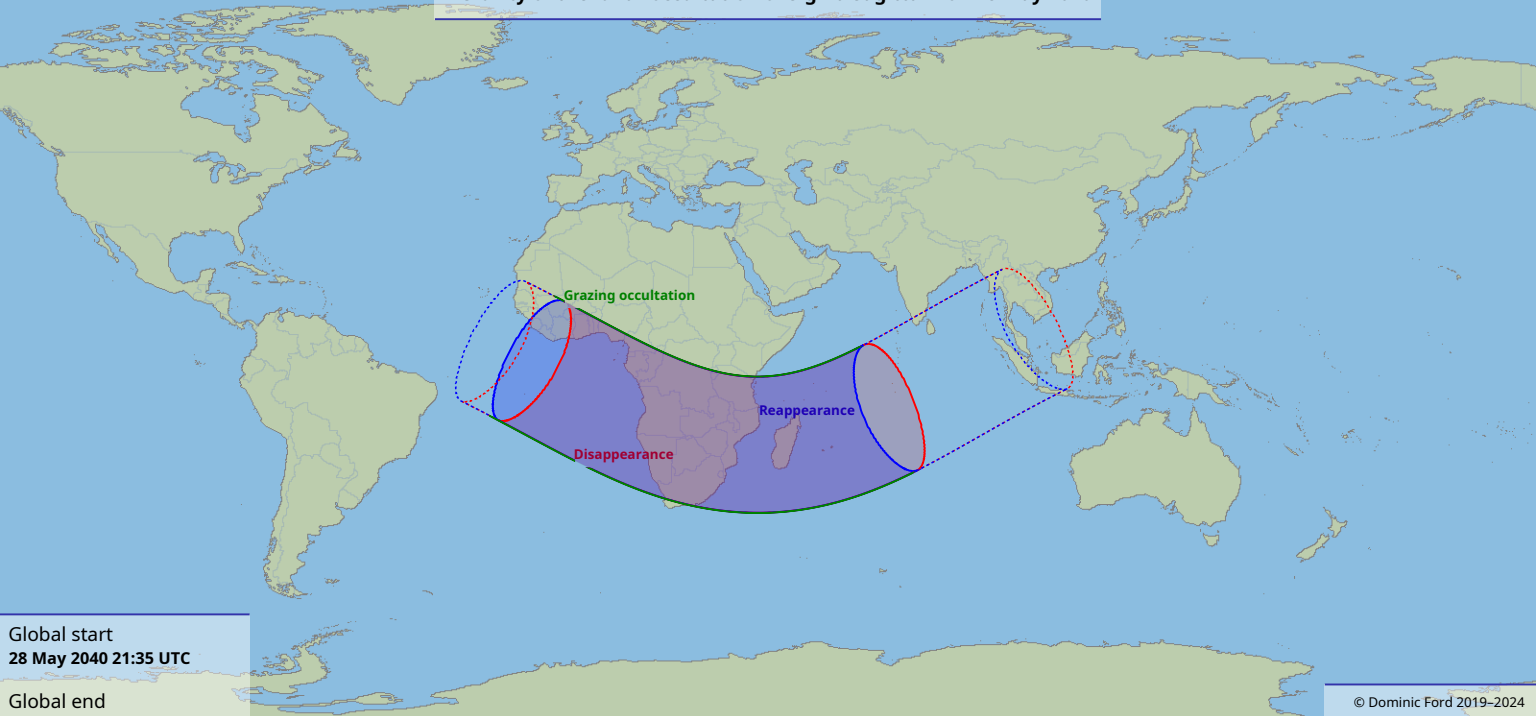 Grazing occultation
Reappearance
Disappearance
Global start
28 May 2040 21:35 UTC
Global end
© Dominic Ford 2019–2024